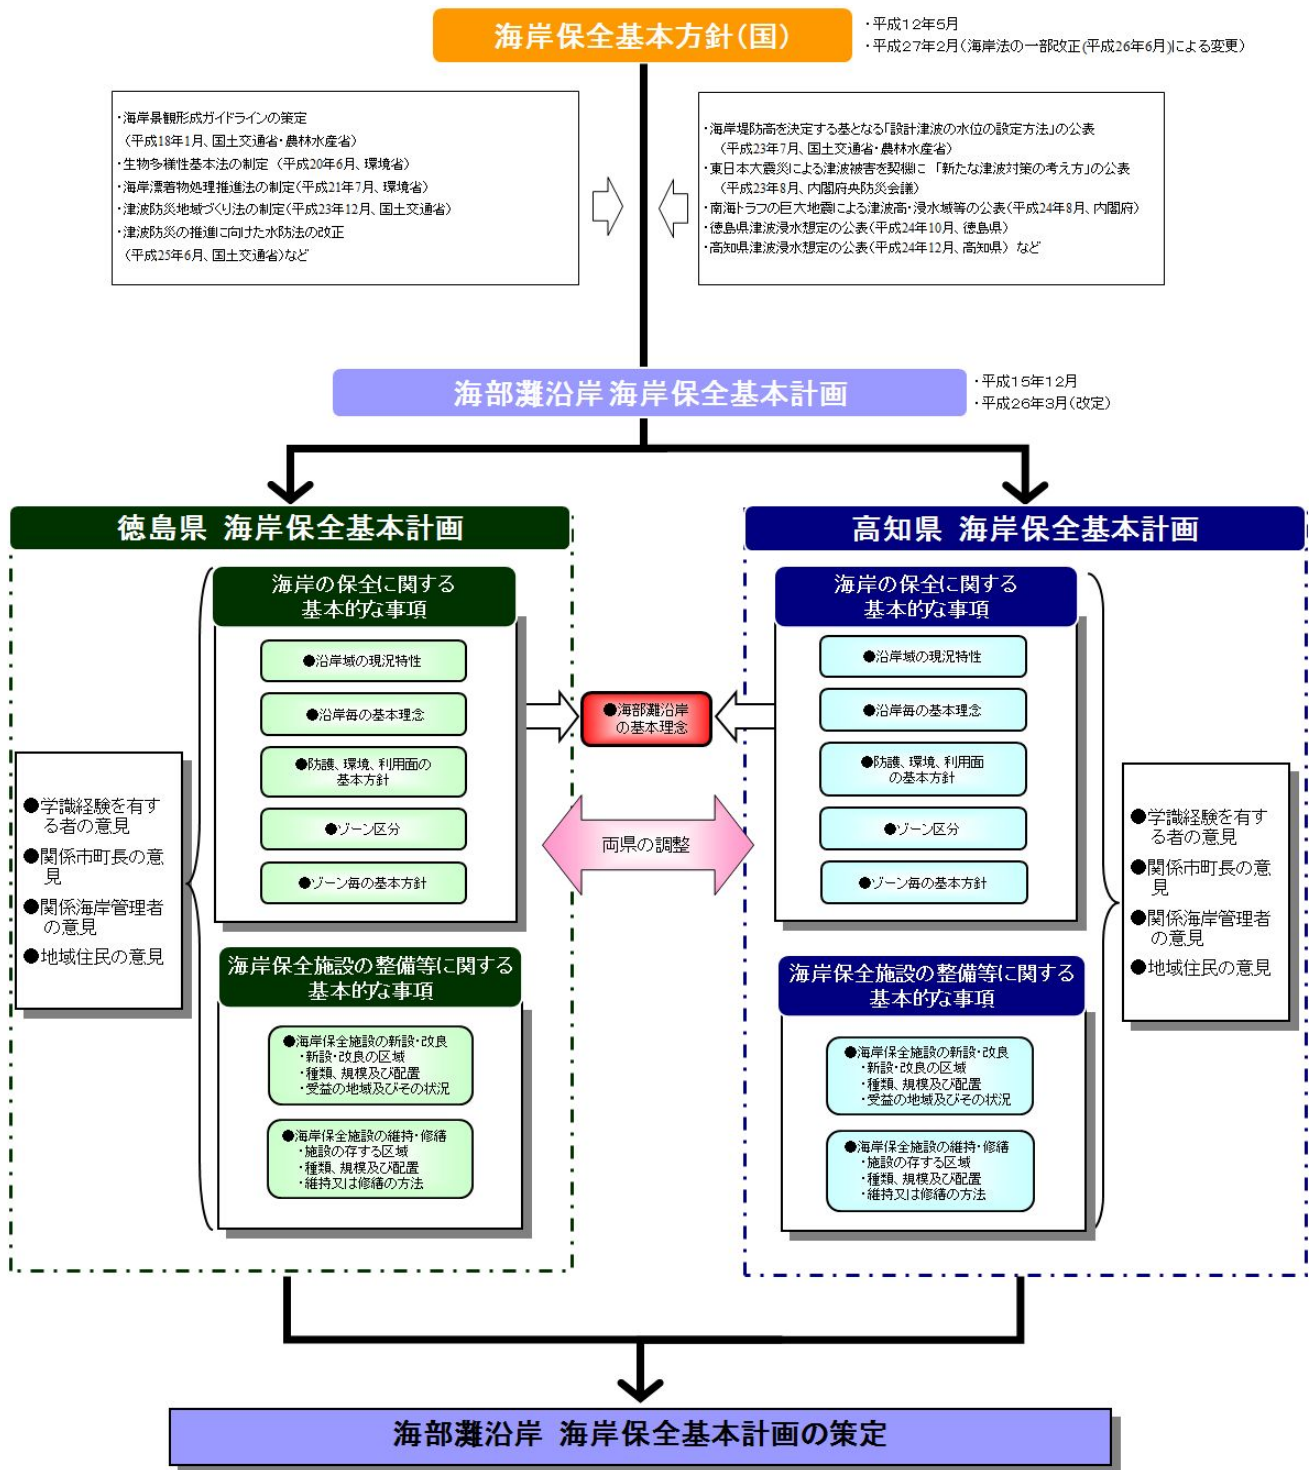 海岸保全基本方針(国)
・平成12年5月
・平成27年2月(海岸法の一部改正(平成26年6月)による変更)
・海岸景観形成ガイドラインの策定
(平成18年1月、国土交通省・農林水産省)
・生物多様性基本法の制定 (平成20年6月、環境省)
・海岸漂着物処理推進法の制定(平成21年7月、環境省)
・津波防災地域づくり法の制定(平成23年12月、国土交通省)
・津波防災の推進に向けた水防法の改正
(平成25年6月、国土交通省)など
・海岸堤防高を決定する基となる「設計津波の水位の設定方法」の公表
(平成23年7月、国土交通省・農林水産省)
・東日本大震災による津波被害を契機に 「新たな津波対策の考え方」の公表
(平成23年8月、内閣府央防災会議)
・南海トラフの巨大地震による津波高・浸水域等の公表(平成24年8月、内閣府)
・徳島県津波浸水想定の公表(平成24年10月、徳島県)
・高知県津波浸水想定の公表(平成24年12月、高知県) など
海部灘沿岸 海岸保全基本計画
・平成15年12月
・平成26年3月(改定)
徳島県 海岸保全基本計画
海岸の保全に関する
基本的な事項
●沿岸域の現況特性
●沿岸毎の基本理念
●防護、環境、利用面の
基本方針
●ゾーン区分
●ゾーン毎の基本方針
●学識経験を有す
る者の意見
●関係市町長の意
見
●関係海岸管理者
の意見
●地域住民の意見
海岸保全施設の整備等に関する
基本的な事項
●海岸保全施設の新設・改良
・新設・改良の区域
・種類、規模及び配置
・受益の地域及びその状況
●海岸保全施設の維持・修繕
・施設の存する区域
・種類、規模及び配置
・維持又は修繕の方法
●海部灘沿岸
の基本理念
両県の調整
高知県 海岸保全基本計画
海岸の保全に関する
基本的な事項
●沿岸域の現況特性
●沿岸毎の基本理念
●防護、環境、利用面
の基本方針
●ゾーン区分
●ゾーン毎の基本方針
●学識経験を有す
る者の意見
●関係市町長の意
見
●関係海岸管理者
の意見
●地域住民の意見
海岸保全施設の整備等に関する
基本的な事項
●海岸保全施設の新設・改良
・新設・改良の区域
・種類、規模及び配置
・受益の地域及びその状況
●海岸保全施設の維持・修繕
・施設の存する区域
・種類、規模及び配置
・維持又は修繕の方法
海部灘沿岸 海岸保全基本計画の策定